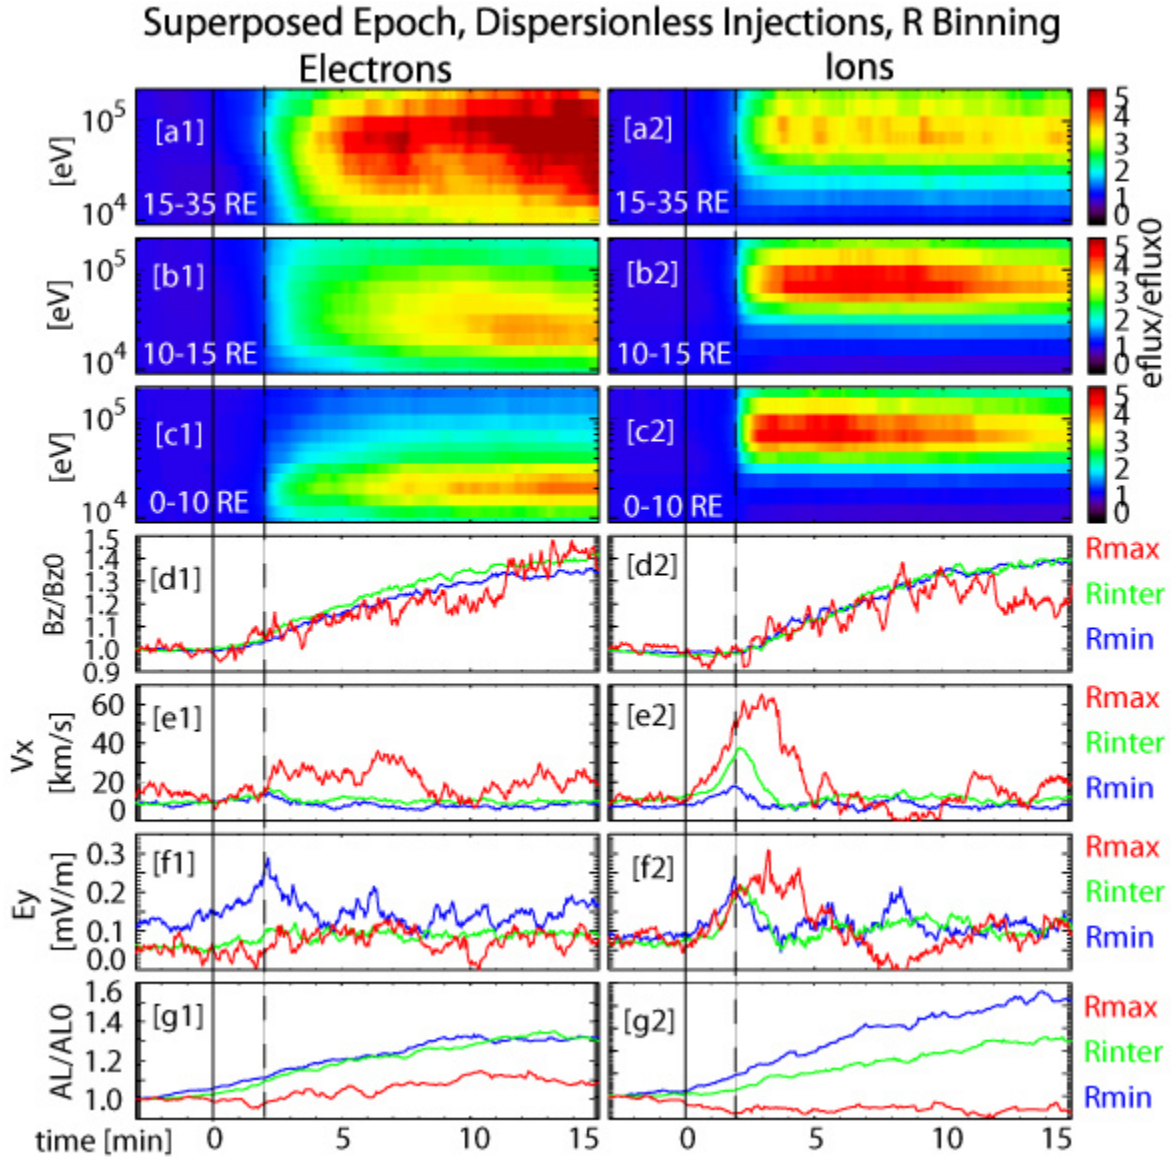 Superposed Epoch, Dispersionless Injections, R Binning
Electrons Ions
10^5 [a1] [a2] 5
4
[eV] 3
2
15-35 RE 15-35 RE 1
10^4 0
10^5 [b1] [b2] 5
4
[eV] 3
2
10-15 RE 10-15 RE 1
10^4 0
eflux/eflux0
10^5 [c1] [c2] 5
4
[eV] 3
2
0-10 RE 0-10 RE 1
10^4 0
1.5 [d1] [d2] Rmax
1.3 Rinter
Bz/Bz0 1.2
1.0 Rmin
0.9
60 [e1] [e2] Rmax
Vx 40 Rinter
[km/s] 20 Rmin
0
0.3 [f1] [f2] Rmax
Ey 0.2 Rinter
[mV/m] 0.1 Rmin
0.0
1.6 [g1] [g2] Rmax
1.4 Rinter
AL/AL0 1.2
1.0 Rmin
time [min] 0 5 10 15 0 5 10 15